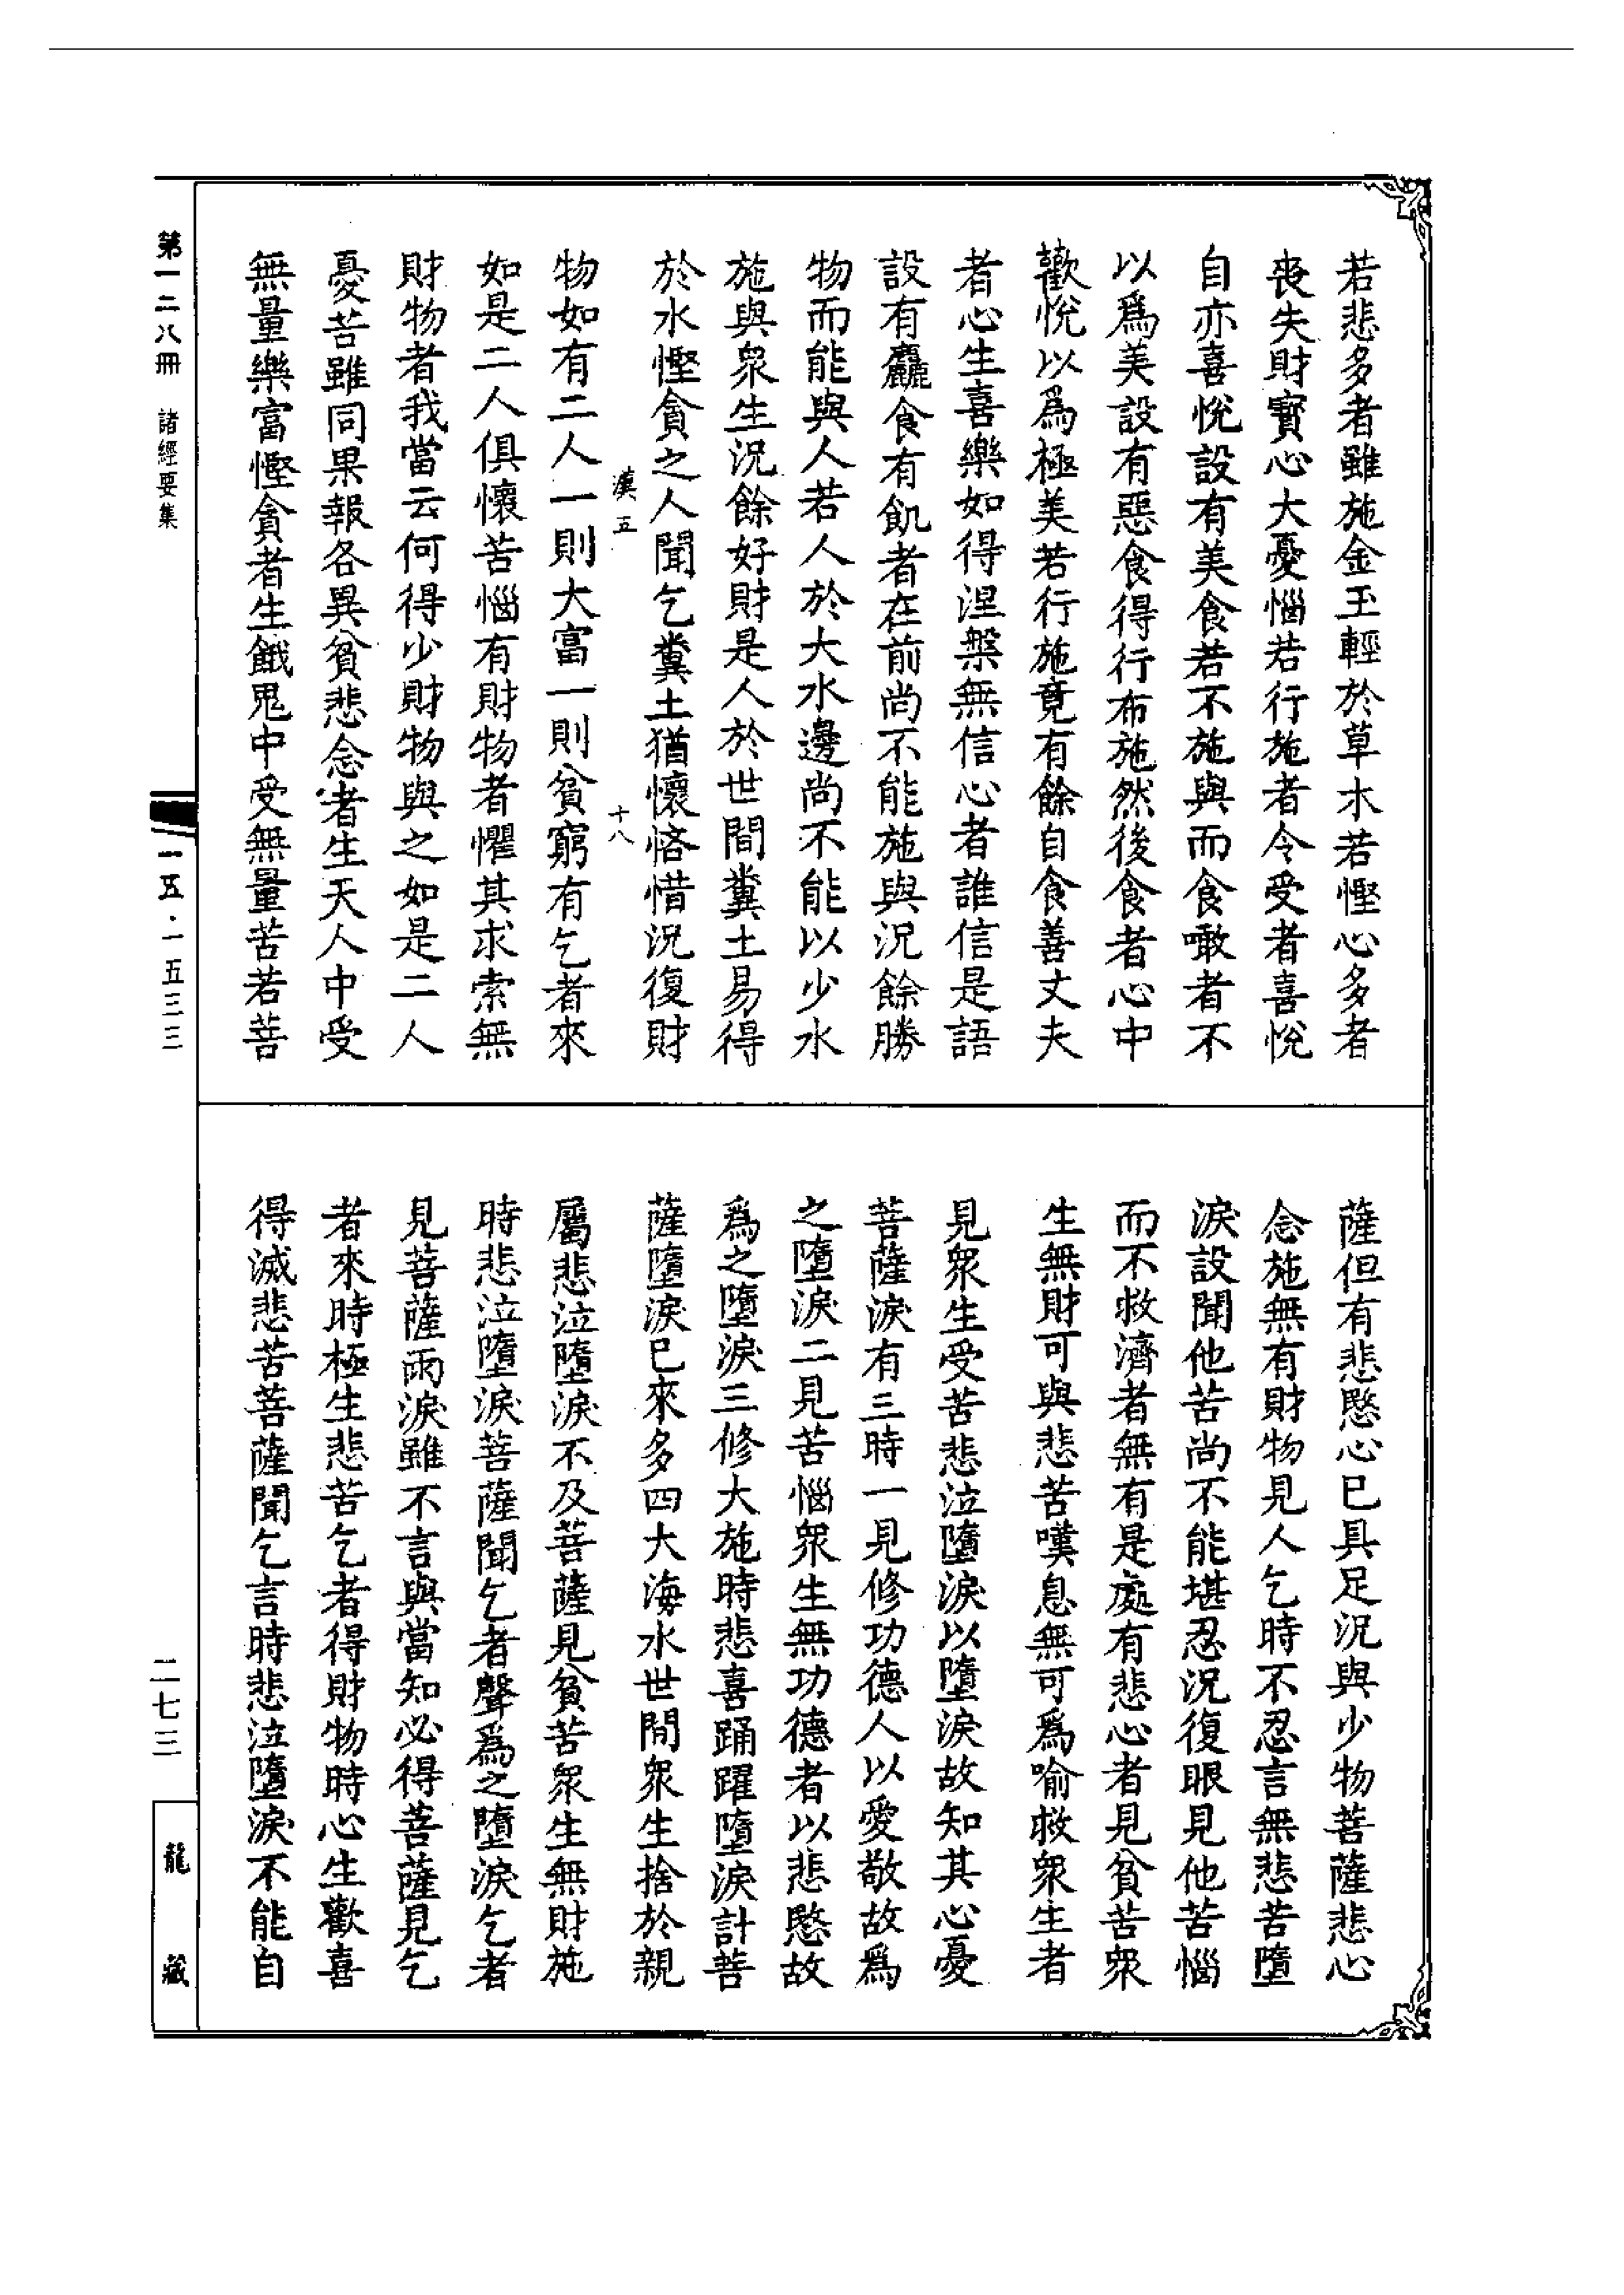 若悲多者雖施金玉輕於草木若慳心多者
喪失財寳心大憂惱若行施者令受者喜悅
自亦喜悅設有美食若不施與而食噉者不
以爲美設有惡食得行布施然後食者心中
歡悅以爲極美若行施竟有餘自食善丈夫
者心生喜樂如得涅槃無信心者誰信是語
設有麤食有飢者在前尚不能施與況餘勝
物而能與人若人於大水邊尚不能以少水
施與眾生況餘好財是人於世間糞土易得
於水慳貪之人聞乞糞土猶懷悋惜況復財
漢五 十八
物如有二人一則大富一則貧窮有乞者來
如是二人俱懷苦惱有財物者懼其求索無
財物者我當云何得少財物與之如是二人
憂苦雖同果報各異貧悲念者生天人中受
無量樂富慳貪者生餓鬼中受無量苦若菩
薩但有悲愍心已具足況與少物菩薩悲心
念施無有財物見人乞時不忍言無悲苦墮
淚設聞他苦尚不能堪忍況復眼見他苦惱
而不救濟者無有是處有悲心者見貧苦眾
生無財可與悲苦嘆息無可爲喻救眾生者
見眾生受苦悲泣墮淚以墮淚故知其心憂
菩薩淚有三時一見修功德人以愛敬故爲
之墮淚二見苦惱眾生無功德者以悲愍故
爲之墮淚三修大施時悲喜踊躍墮淚計菩
薩墮淚已來多四大海水世間眾生捨於親
屬悲泣墮淚不及菩薩見貧苦眾生無財施
時悲泣墮淚菩薩聞乞者聲爲之墮淚乞者
見菩薩雨淚雖不言與當知必得菩薩見乞
者來時極生悲苦乞者得財物時心生歡喜
得滅悲苦菩薩聞乞言時悲泣墮淚不能自
第一二八冊 諸經要集
一五·一五三三
二七三
龍藏